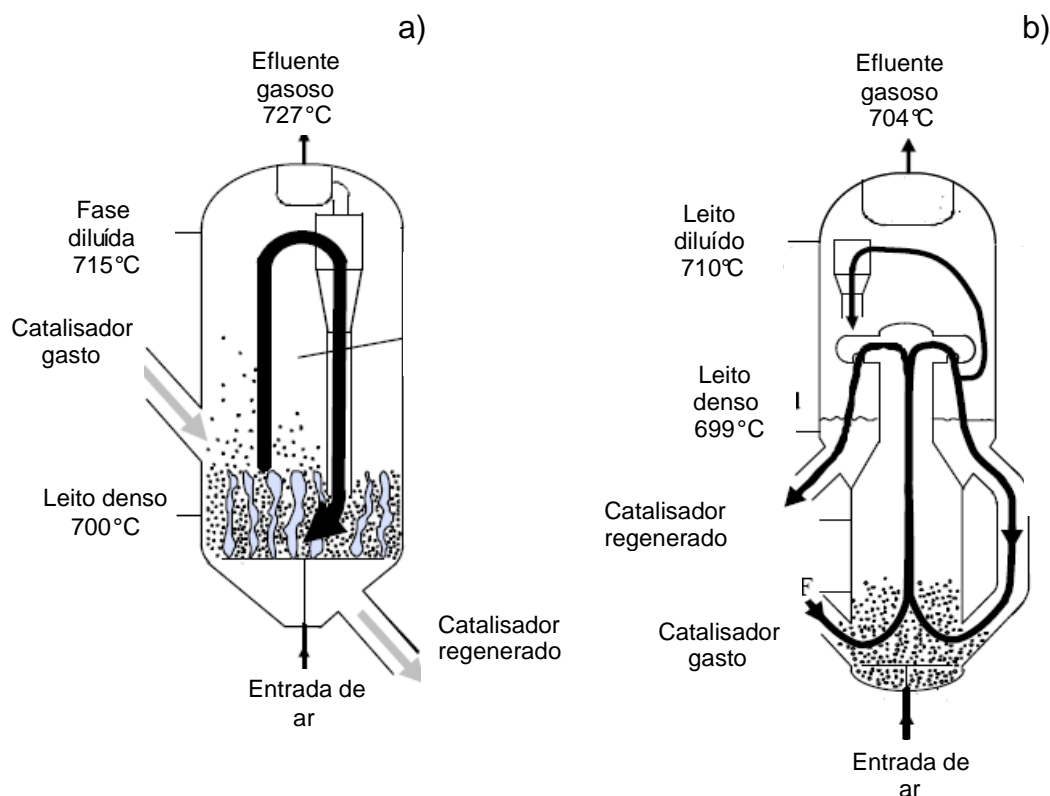 a)
Efluente
gasoso
727°C
Fase
diluída
715°C
Catalisador
gasto
Leito denso
700°C
Catalisador
regenerado
Entrada de
ar
b)
Efluente
gasoso
704°C
Leito
diluído
710°C
Leito
denso
699°C
Catalisador
regenerado
Catalisador
gasto
Entrada de
ar